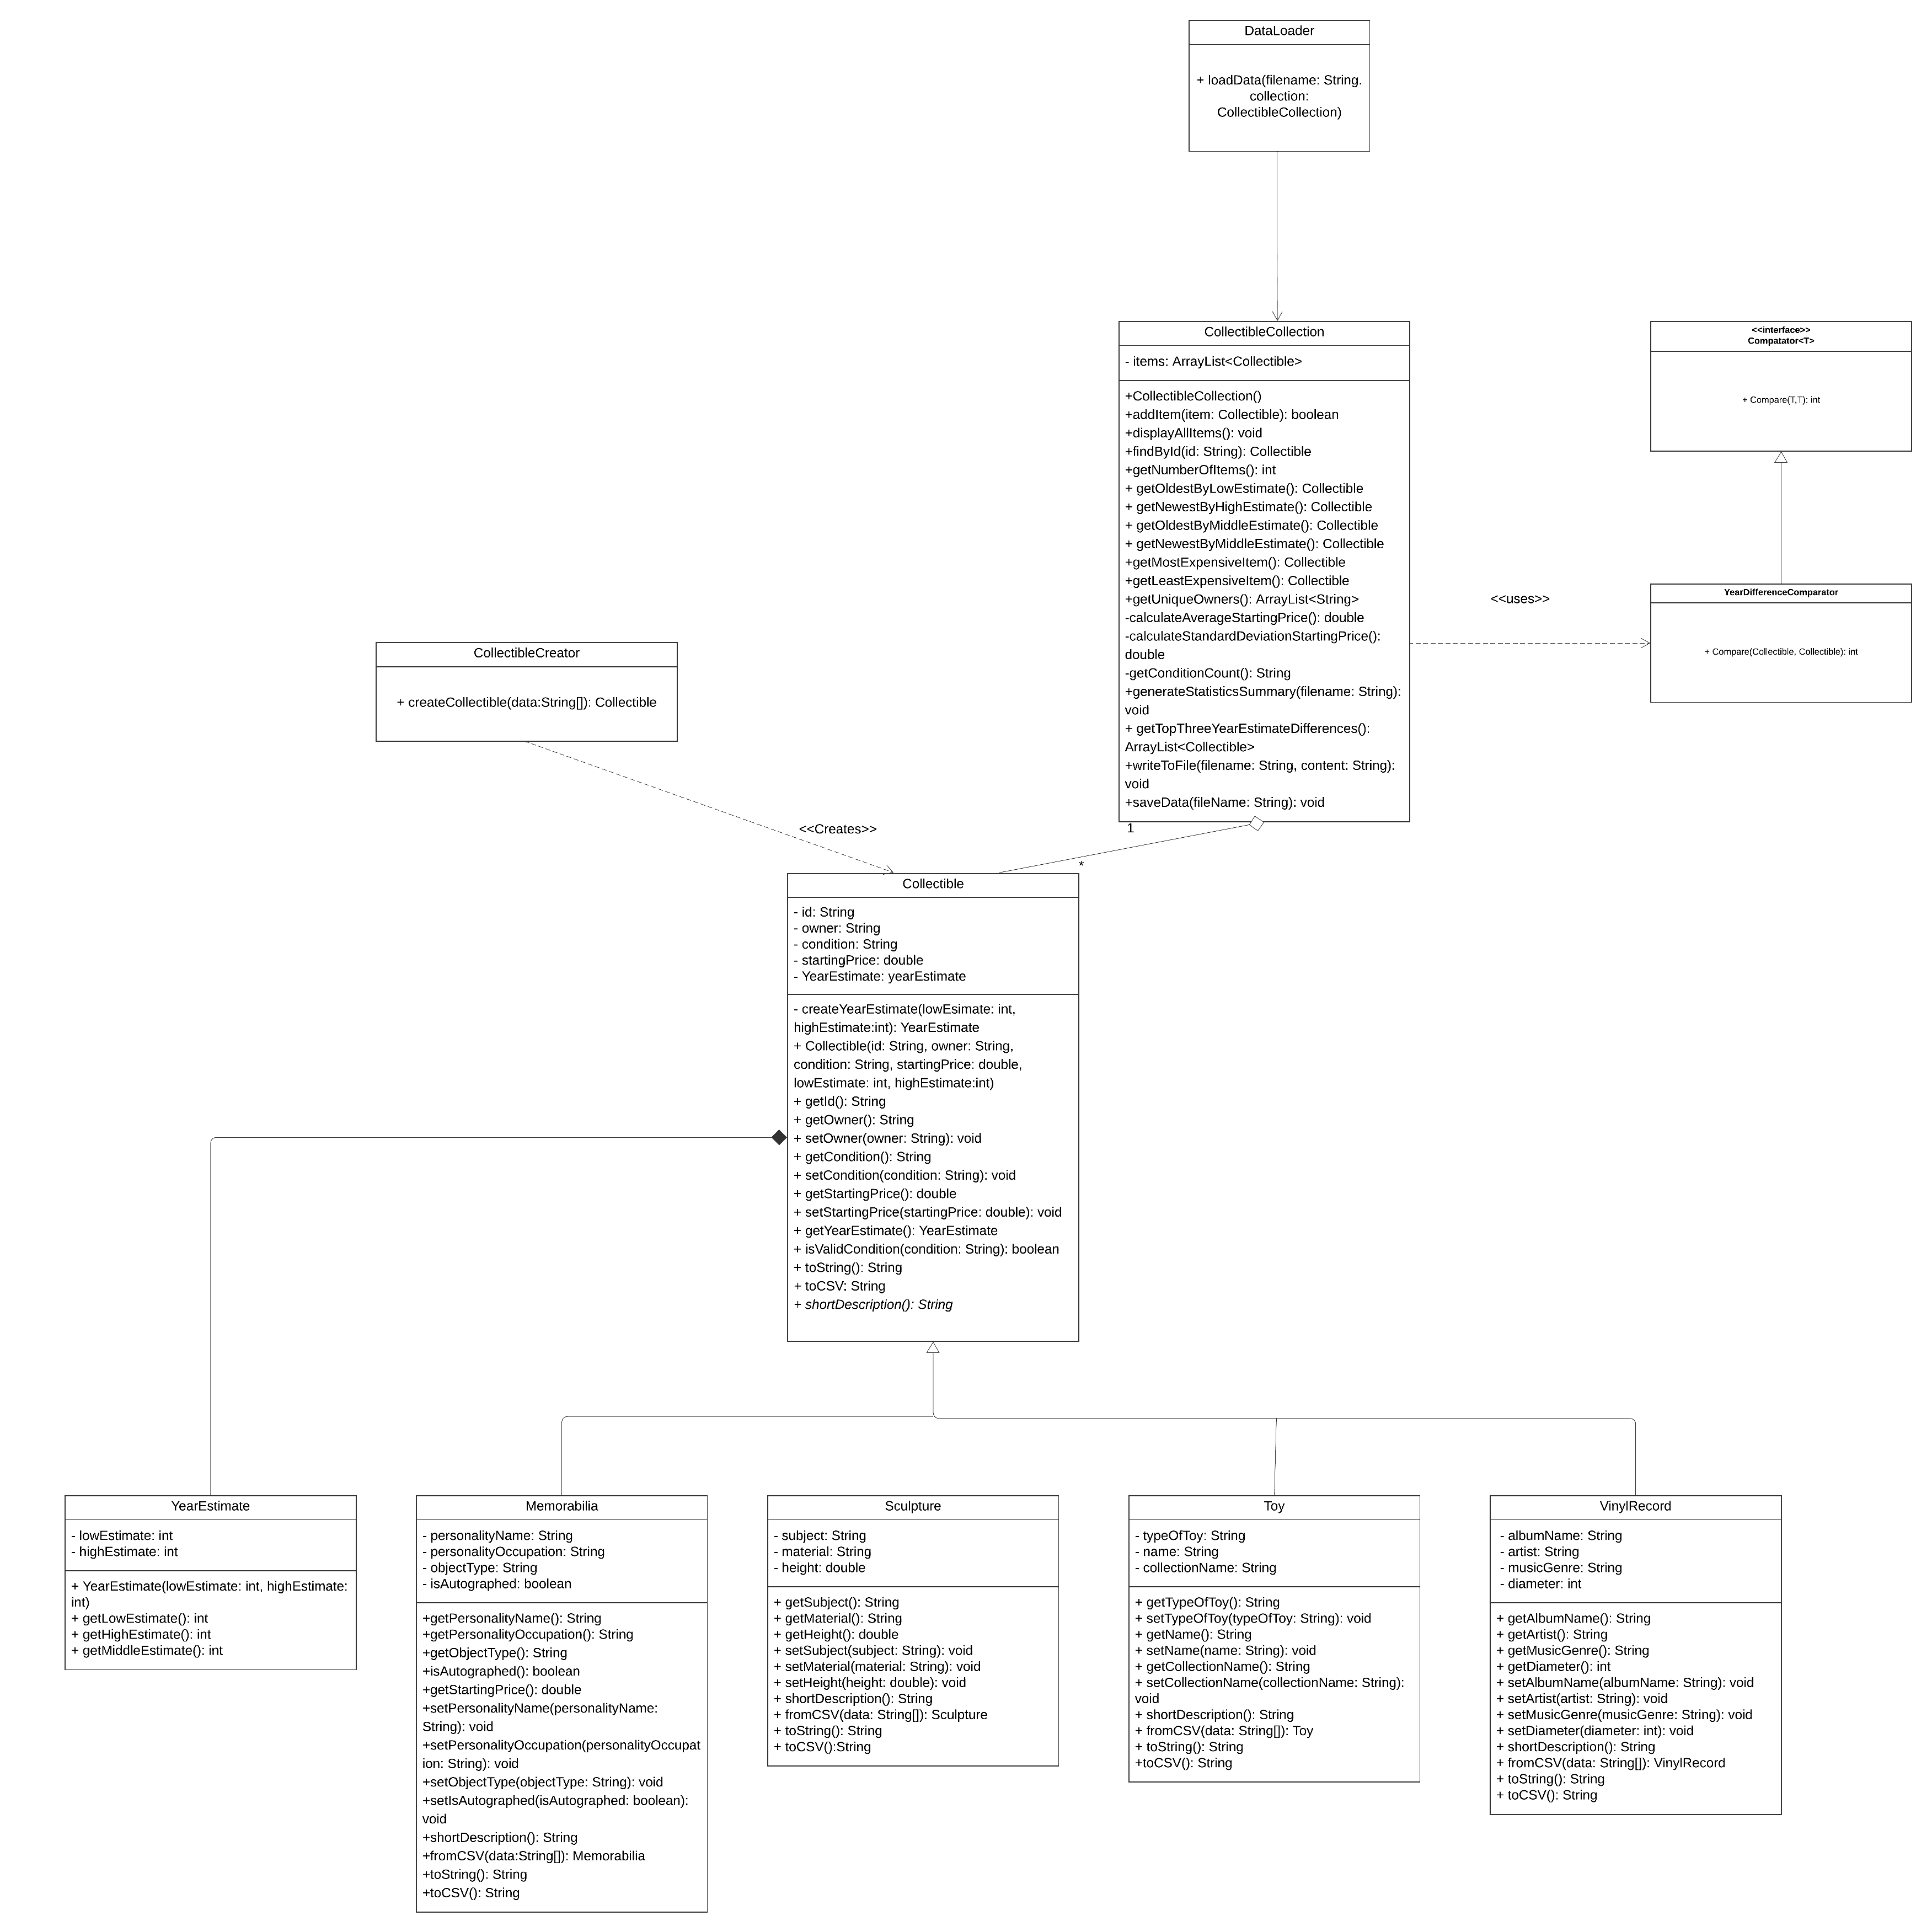 DataLoader
+ loadData(filename: String.
collection:
CollectibleCollection)
CollectibleCollection
- items: ArrayList<Collectible>
+CollectibleCollection()
+addItem(item: Collectible): boolean
+displayAllItems(): void
+findById(id: String): Collectible
+getNumberOfItems(): int
+ getOldestByLowEstimate(): Collectible
+ getNewestByHighEstimate(): Collectible
+ getOldestByMiddleEstimate(): Collectible
+ getNewestByMiddleEstimate(): Collectible
+getMostExpensiveItem(): Collectible
+getLeastExpensiveItem(): Collectible
+getUniqueOwners(): ArrayList<String>
-calculateAverageStartingPrice(): double
-calculateStandardDeviationStartingPrice():
double
-getConditionCount(): String
+generateStatisticsSummary(filename: String):
void
+ getTopThreeYearEstimateDifferences():
ArrayList<Collectible>
+writeToFile(filename: String, content: String):
void
+saveData(fileName: String): void
<<interface>>
Compatator<T>
+ Compare(T,T): int
<<uses>>
YearDifferenceComparator
+ Compare(Collectible, Collectible): int
CollectibleCreator
+ createCollectible(data:String[]): Collectible
<<Creates>>
1
*
Collectible
- id: String
- owner: String
- condition: String
- startingPrice: double
- YearEstimate: yearEstimate
- createYearEstimate(lowEsimate: int,
highEstimate:int): YearEstimate
+ Collectible(id: String, owner: String,
condition: String, startingPrice: double,
lowEstimate: int, highEstimate:int)
+ getId(): String
+ getOwner(): String
+ setOwner(owner: String): void
+ getCondition(): String
+ setCondition(condition: String): void
+ getStartingPrice(): double
+ setStartingPrice(startingPrice: double): void
+ getYearEstimate(): YearEstimate
+ isValidCondition(condition: String): boolean
+ toString(): String
+ toCSV: String
+ shortDescription(): String
YearEstimate
- lowEstimate: int
- highEstimate: int
+ YearEstimate(lowEstimate: int, highEstimate:
int)
+ getLowEstimate(): int
+ getHighEstimate(): int
+ getMiddleEstimate(): int
Memorabilia
- personalityName: String
- personalityOccupation: String
- objectType: String
- isAutographed: boolean
+getPersonalityName(): String
+getPersonalityOccupation(): String
+getObjectType(): String
+isAutographed(): boolean
+getStartingPrice(): double
+setPersonalityName(personalityName:
String): void
+setPersonalityOccupation(personalityOccupat
ion: String): void
+setObjectType(objectType: String): void
+setIsAutographed(isAutographed: boolean):
void
+shortDescription(): String
+fromCSV(data:String[]): Memorabilia
+toString(): String
+toCSV(): String
Sculpture
- subject: String
- material: String
- height: double
+ getSubject(): String
+ getMaterial(): String
+ getHeight(): double
+ setSubject(subject: String): void
+ setMaterial(material: String): void
+ setHeight(height: double): void
+ shortDescription(): String
+ fromCSV(data: String[]): Sculpture
+ toString(): String
+ toCSV():String
Toy
- typeOfToy: String
- name: String
- collectionName: String
+ getTypeOfToy(): String
+ setTypeOfToy(typeOfToy: String): void
+ getName(): String
+ setName(name: String): void
+ getCollectionName(): String
+ setCollectionName(collectionName: String):
void
+ shortDescription(): String
+ fromCSV(data: String[]): Toy
+ toString(): String
+toCSV(): String
VinylRecord
- albumName: String
- artist: String
- musicGenre: String
- diameter: int
+ getAlbumName(): String
+ getArtist(): String
+ getMusicGenre(): String
+ getDiameter(): int
+ setAlbumName(albumName: String): void
+ setArtist(artist: String): void
+ setMusicGenre(musicGenre: String): void
+ setDiameter(diameter: int): void
+ shortDescription(): String
+ fromCSV(data: String[]): VinylRecord
+ toString(): String
+ toCSV(): String